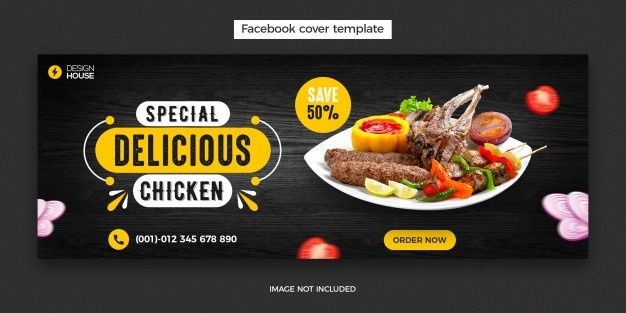 Facebook cover template
DESIGN
HOUSE
SPECIAL
DELICIOUS
CHICKEN
SAVE
50%
(001)-012 345 678 890
ORDER NOW
IMAGE NOT INCLUDED